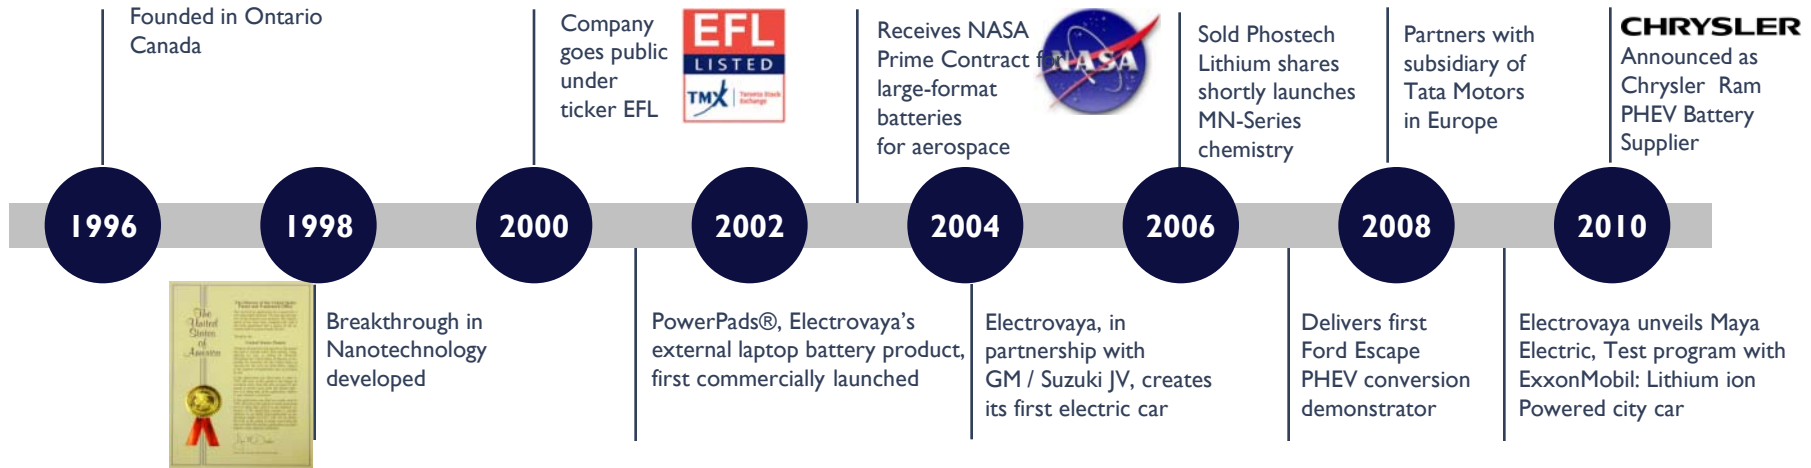 Founded in Ontario
Canada
Company
goes public
under
ticker EFL
EFL
LISTED
TMX
Toronto Stock
Exchange
Receives NASA
Prime Contract for
large-format
batteries
for aerospace
NASA
Sold Phostech
Lithium shares
shortly launches
MN-Series
chemistry
Partners with
subsidiary of
Tata Motors
in Europe
CHRYSLER
Announced as
Chrysler Ram
PHEV Battery
Supplier
1996
1998
2000
2002
2004
2006
2008
2010
The
United
States
of
America
Breakthrough in
Nanotechnology
developed
PowerPads®, Electrovaya’s
external laptop battery product,
first commercially launched
Electrovaya, in
partnership with
GM / Suzuki JV, creates
its first electric car
Delivers first
Ford Escape
PHEV conversion
demonstrator
Electrovaya unveils Maya
Electric, Test program with
ExxonMobil: Lithium ion
Powered city car